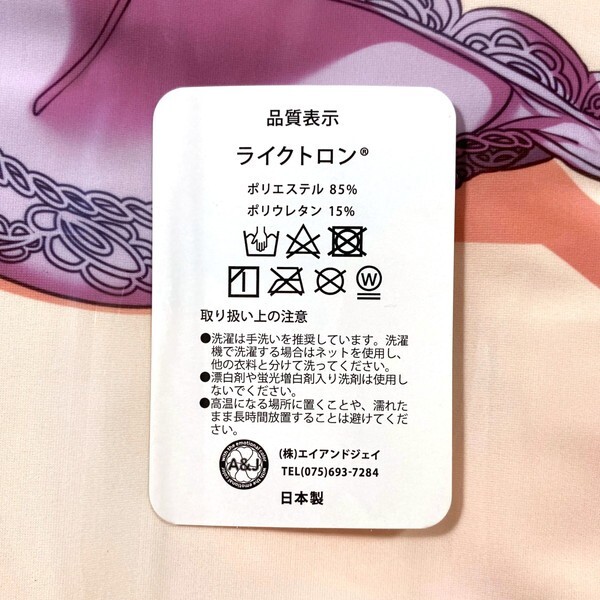 品質表示
ライクトロン®
ポリエステル 85%
ポリウレタン 15%
W
取り扱い上の注意
●洗濯は手洗いを推奨しています。洗濯
機で洗濯する場合はネットを使用し、
他の衣料と分けて洗ってください。
●漂白剤や蛍光増白剤入り洗剤は使用し
ないでください。
●高温になる場所に置くことや、濡れた
まま長時間放置することは避けてくだ
さい。
with the emotional color
A&J
with the emotional color
(株)エイアンドジェイ
TEL(075)693-7284
日本製